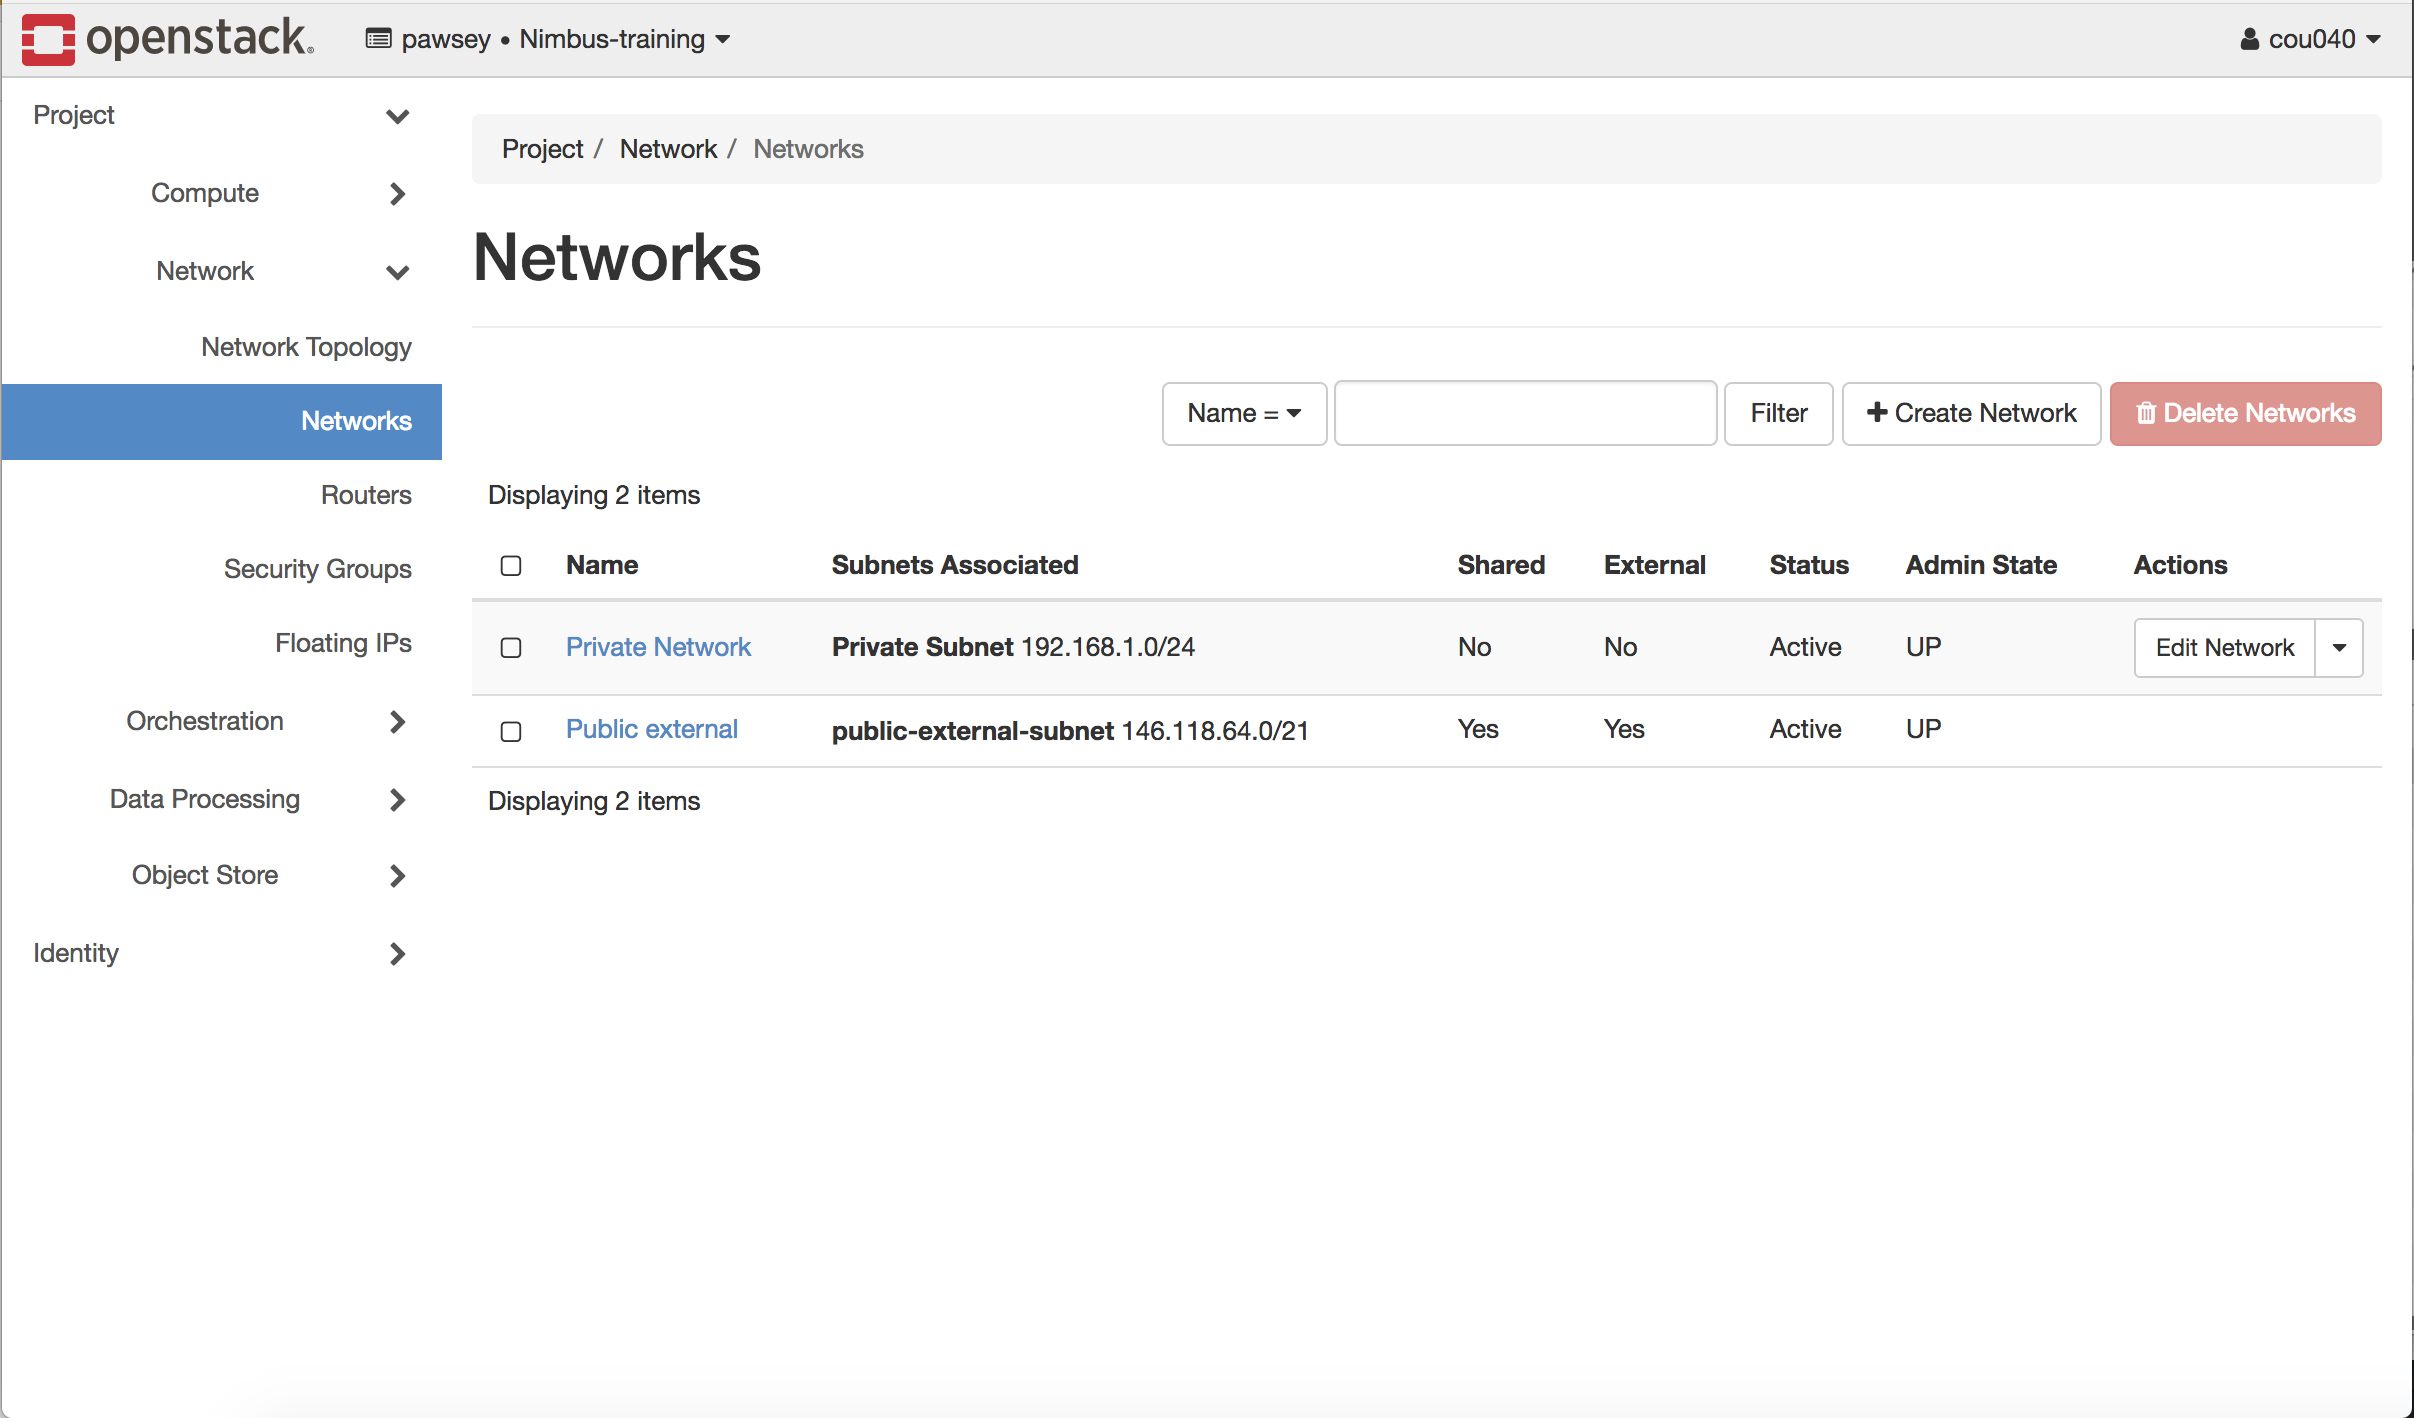 openstack. pawsey • Nimbus-training cou040
Project
Compute
Network
Network Topology
Networks
Routers
Security Groups
Floating IPs
Orchestration
Data Processing
Object Store
Identity
Project / Network / Networks
Networks
Name = Filter + Create Network Delete Networks
Displaying 2 items
Name Subnets Associated Shared External Status Admin State Actions
Private Network Private Subnet 192.168.1.0/24 No No Active UP Edit Network
Public external public-external-subnet 146.118.64.0/21 Yes Yes Active UP
Displaying 2 items